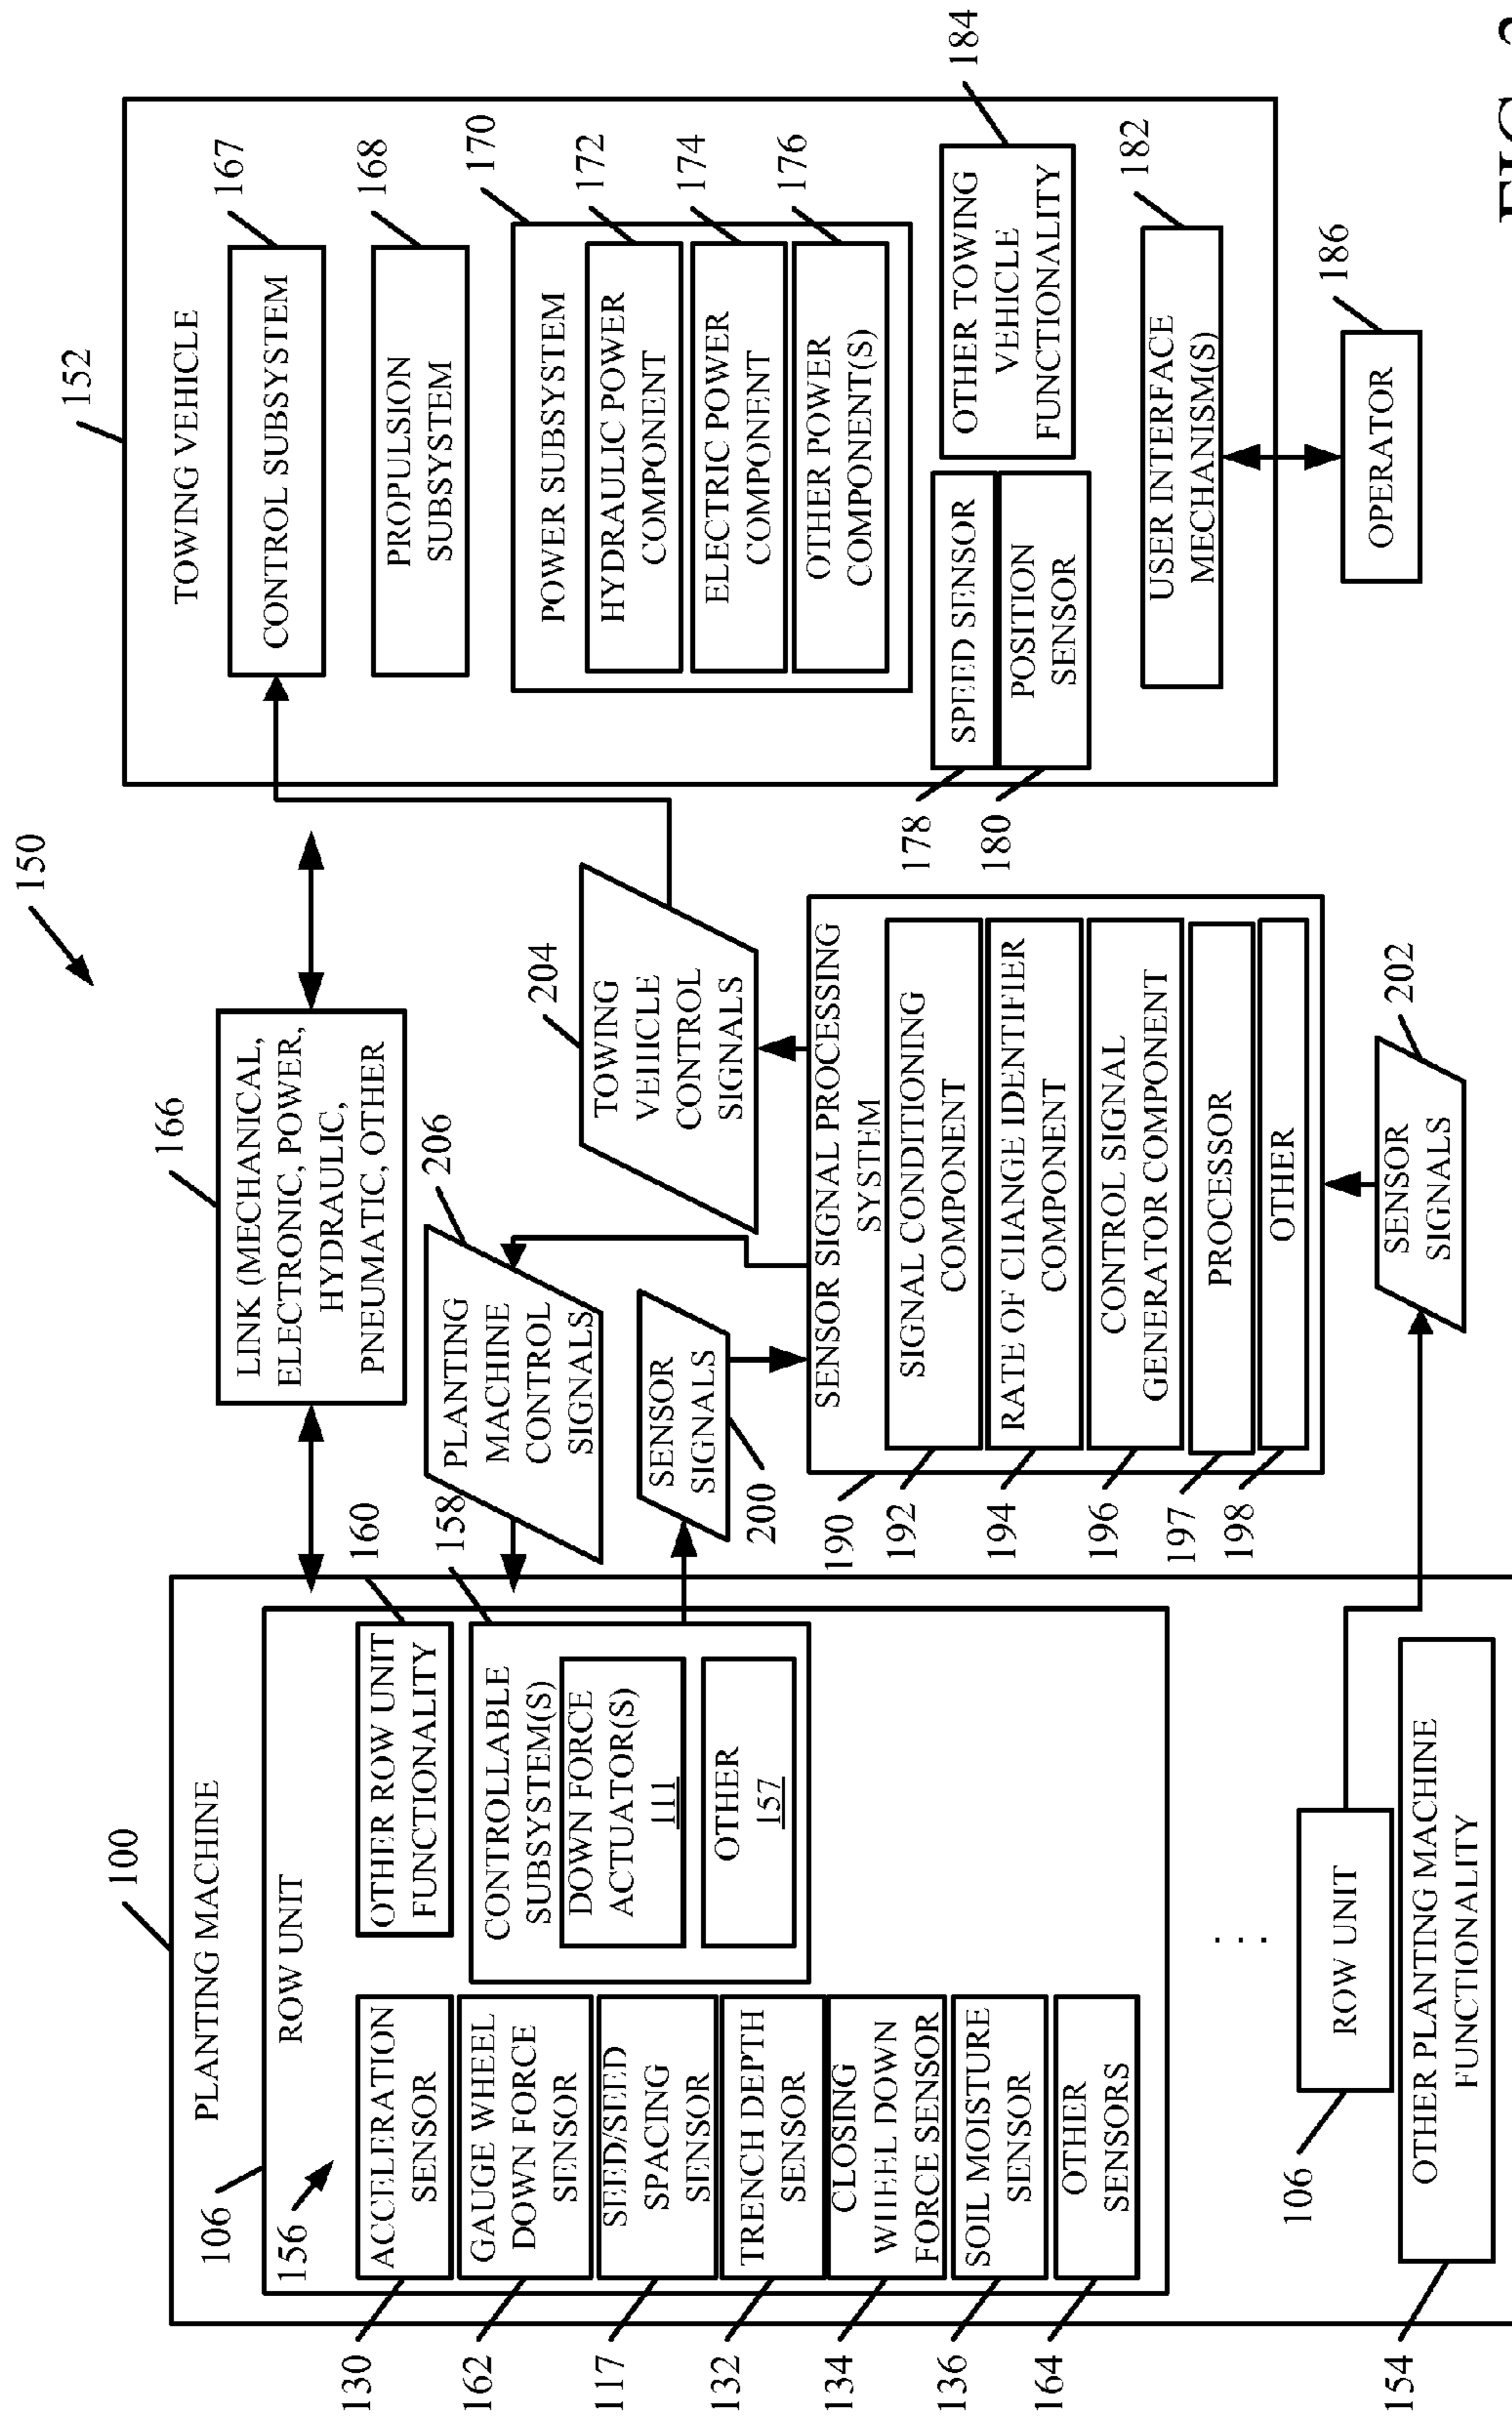 150
100
PLANTING MACHINE
106
ROW UNIT
156
130
ACCELERATION
SENSOR
162
GAUGE WHEEL
DOWN FORCE
SENSOR
117
SEED/SEED
SPACING
SENSOR
132
TRENCH DEPTH
SENSOR
134
CLOSING
WHEEL DOWN
FORCE SENSOR
136
SOIL MOISTURE
SENSOR
164
OTHER
SENSORS
160
OTHER ROW UNIT
FUNCTIONALITY
158
CONTROLLABLE
SUBSYSTEM(S)
DOWN FORCE
ACTUATOR(S)
111
OTHER
157
. . .
106
ROW UNIT
154
OTHER PLANTING MACHINE
FUNCTIONALITY
166
LINK (MECHANICAL,
ELECTRONIC, POWER,
HYDRAULIC,
PNEUMATIC, OTHER
206
PLANTING
MACHINE
CONTROL
SIGNALS
204
TOWING
VEHICLE
CONTROL
SIGNALS
SENSOR
SIGNALS
200
190
SENSOR SIGNAL PROCESSING
SYSTEM
192
SIGNAL CONDITIONING
COMPONENT
194
RATE OF CHANGE IDENTIFIER
COMPONENT
196
CONTROL SIGNAL
GENERATOR COMPONENT
197
PROCESSOR
198
OTHER
202
SENSOR
SIGNALS
152
TOWING VEHICLE
167
CONTROL SUBSYSTEM
168
PROPULSION
SUBSYSTEM
170
POWER SUBSYSTEM
172
HYDRAULIC POWER
COMPONENT
174
ELECTRIC POWER
COMPONENT
176
OTHER POWER
COMPONENT(S)
178
SPEED SENSOR
180
POSITION
SENSOR
184
OTHER TOWING
VEHICLE
FUNCTIONALITY
182
USER INTERFACE
MECHANISM(S)
186
OPERATOR